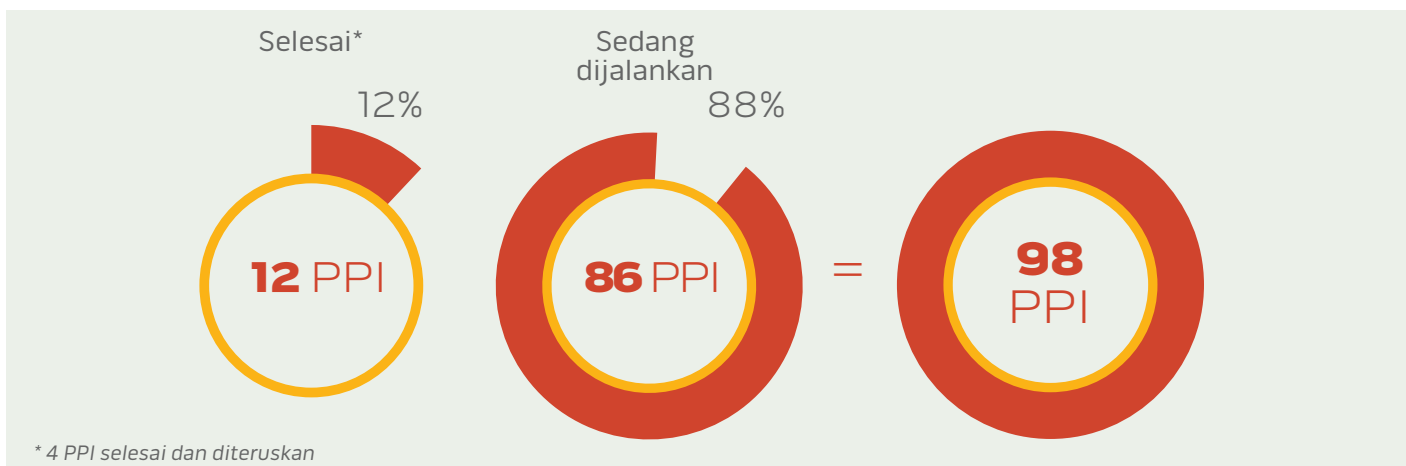 Selesai*
12%
12 PPI
Sedang
dijalankan
88%
86 PPI
=
98
PPI
* 4 PPI selesai dan diteruskan